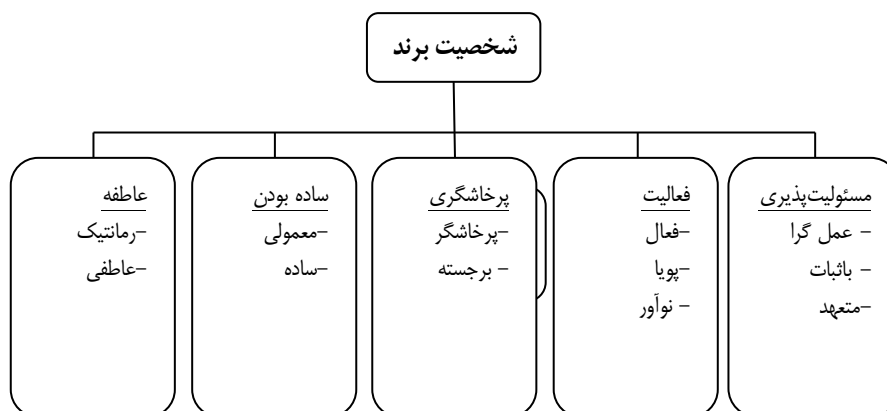 شخصیت برند
مسئولیت‌پذیری
- عمل گرا
- باثبات
-متعهد
فعالیت
-فعال
-پویا
- نوآور
پرخاشگری
-پرخاشگر
- برجسته
ساده بودن
-معمولی
-ساده
عاطفه
-رمانتیک
-عاطفی